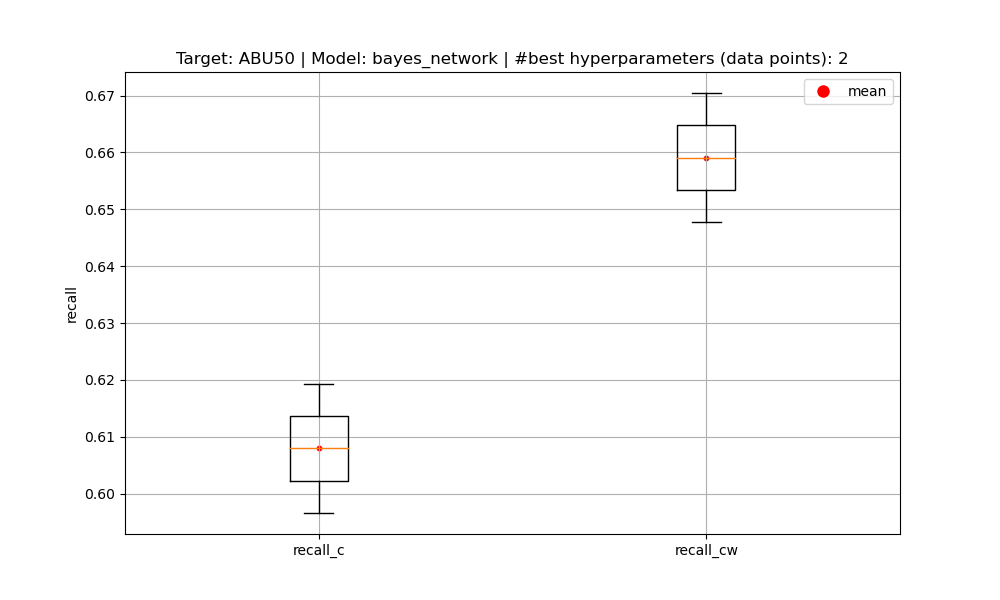 Target: ABU50 | Model: bayes_network | #best hyperparameters (data points): 2
mean
0.67
0.66
0.65
0.64
0.63
0.62
0.61
0.60
recall
recall_c
recall_cw